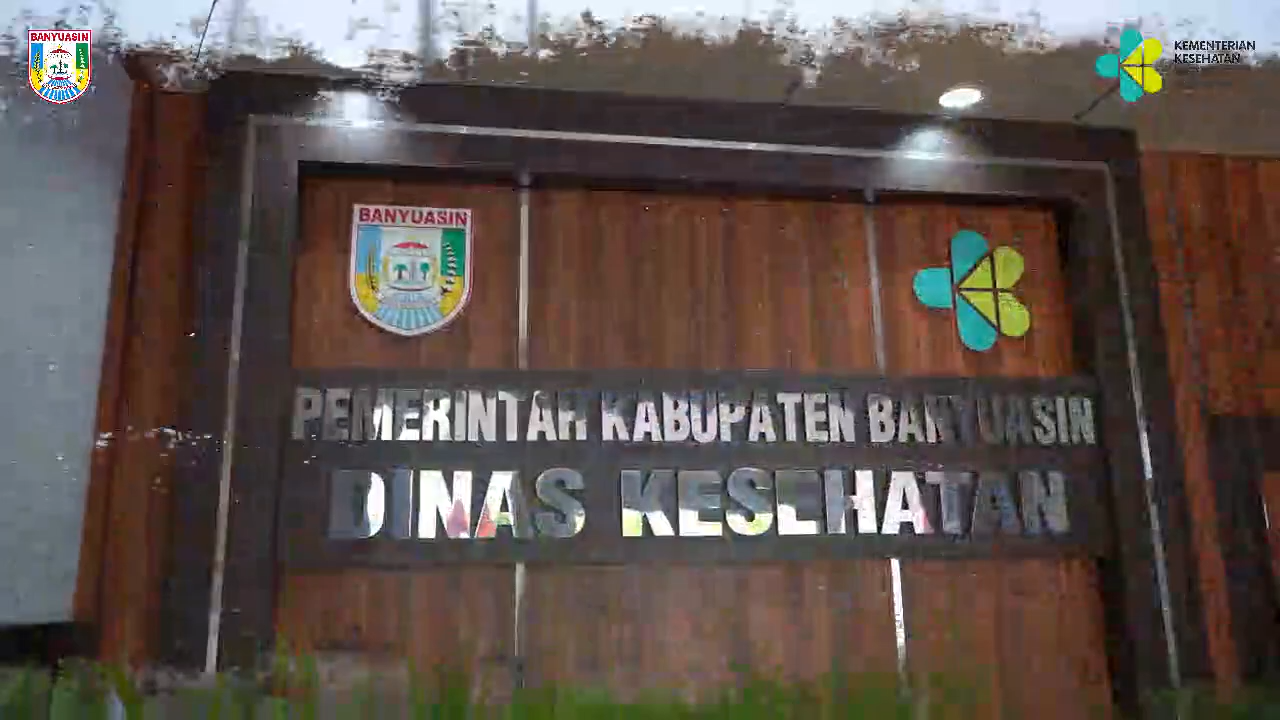 BANYUASIN
KEMENTERIAN
KESEHATAN
BANYUASIN
PEMERINTAH KABUPATEN BANYUASIN
DINAS KESEHATAN